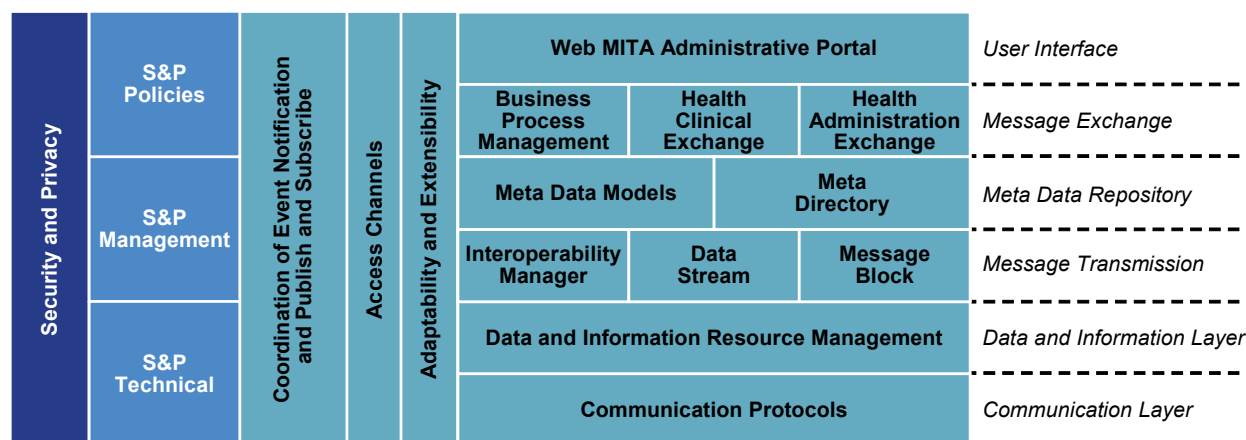 Security and Privacy
S&P
Policies
S&P
Management
S&P
Technical
Coordination of Event Notification
and Publish and Subscribe
Access Channels
Adaptability and Extensibility
Web MITA Administrative Portal
User Interface
Business
Process
Management
Health
Clinical
Exchange
Health
Administration
Exchange
Message Exchange
Meta Data Models
Meta
Directory
Meta Data Repository
Interoperability
Manager
Data
Stream
Message
Block
Message Transmission
Data and Information Resource Management
Data and Information Layer
Communication Protocols
Communication Layer